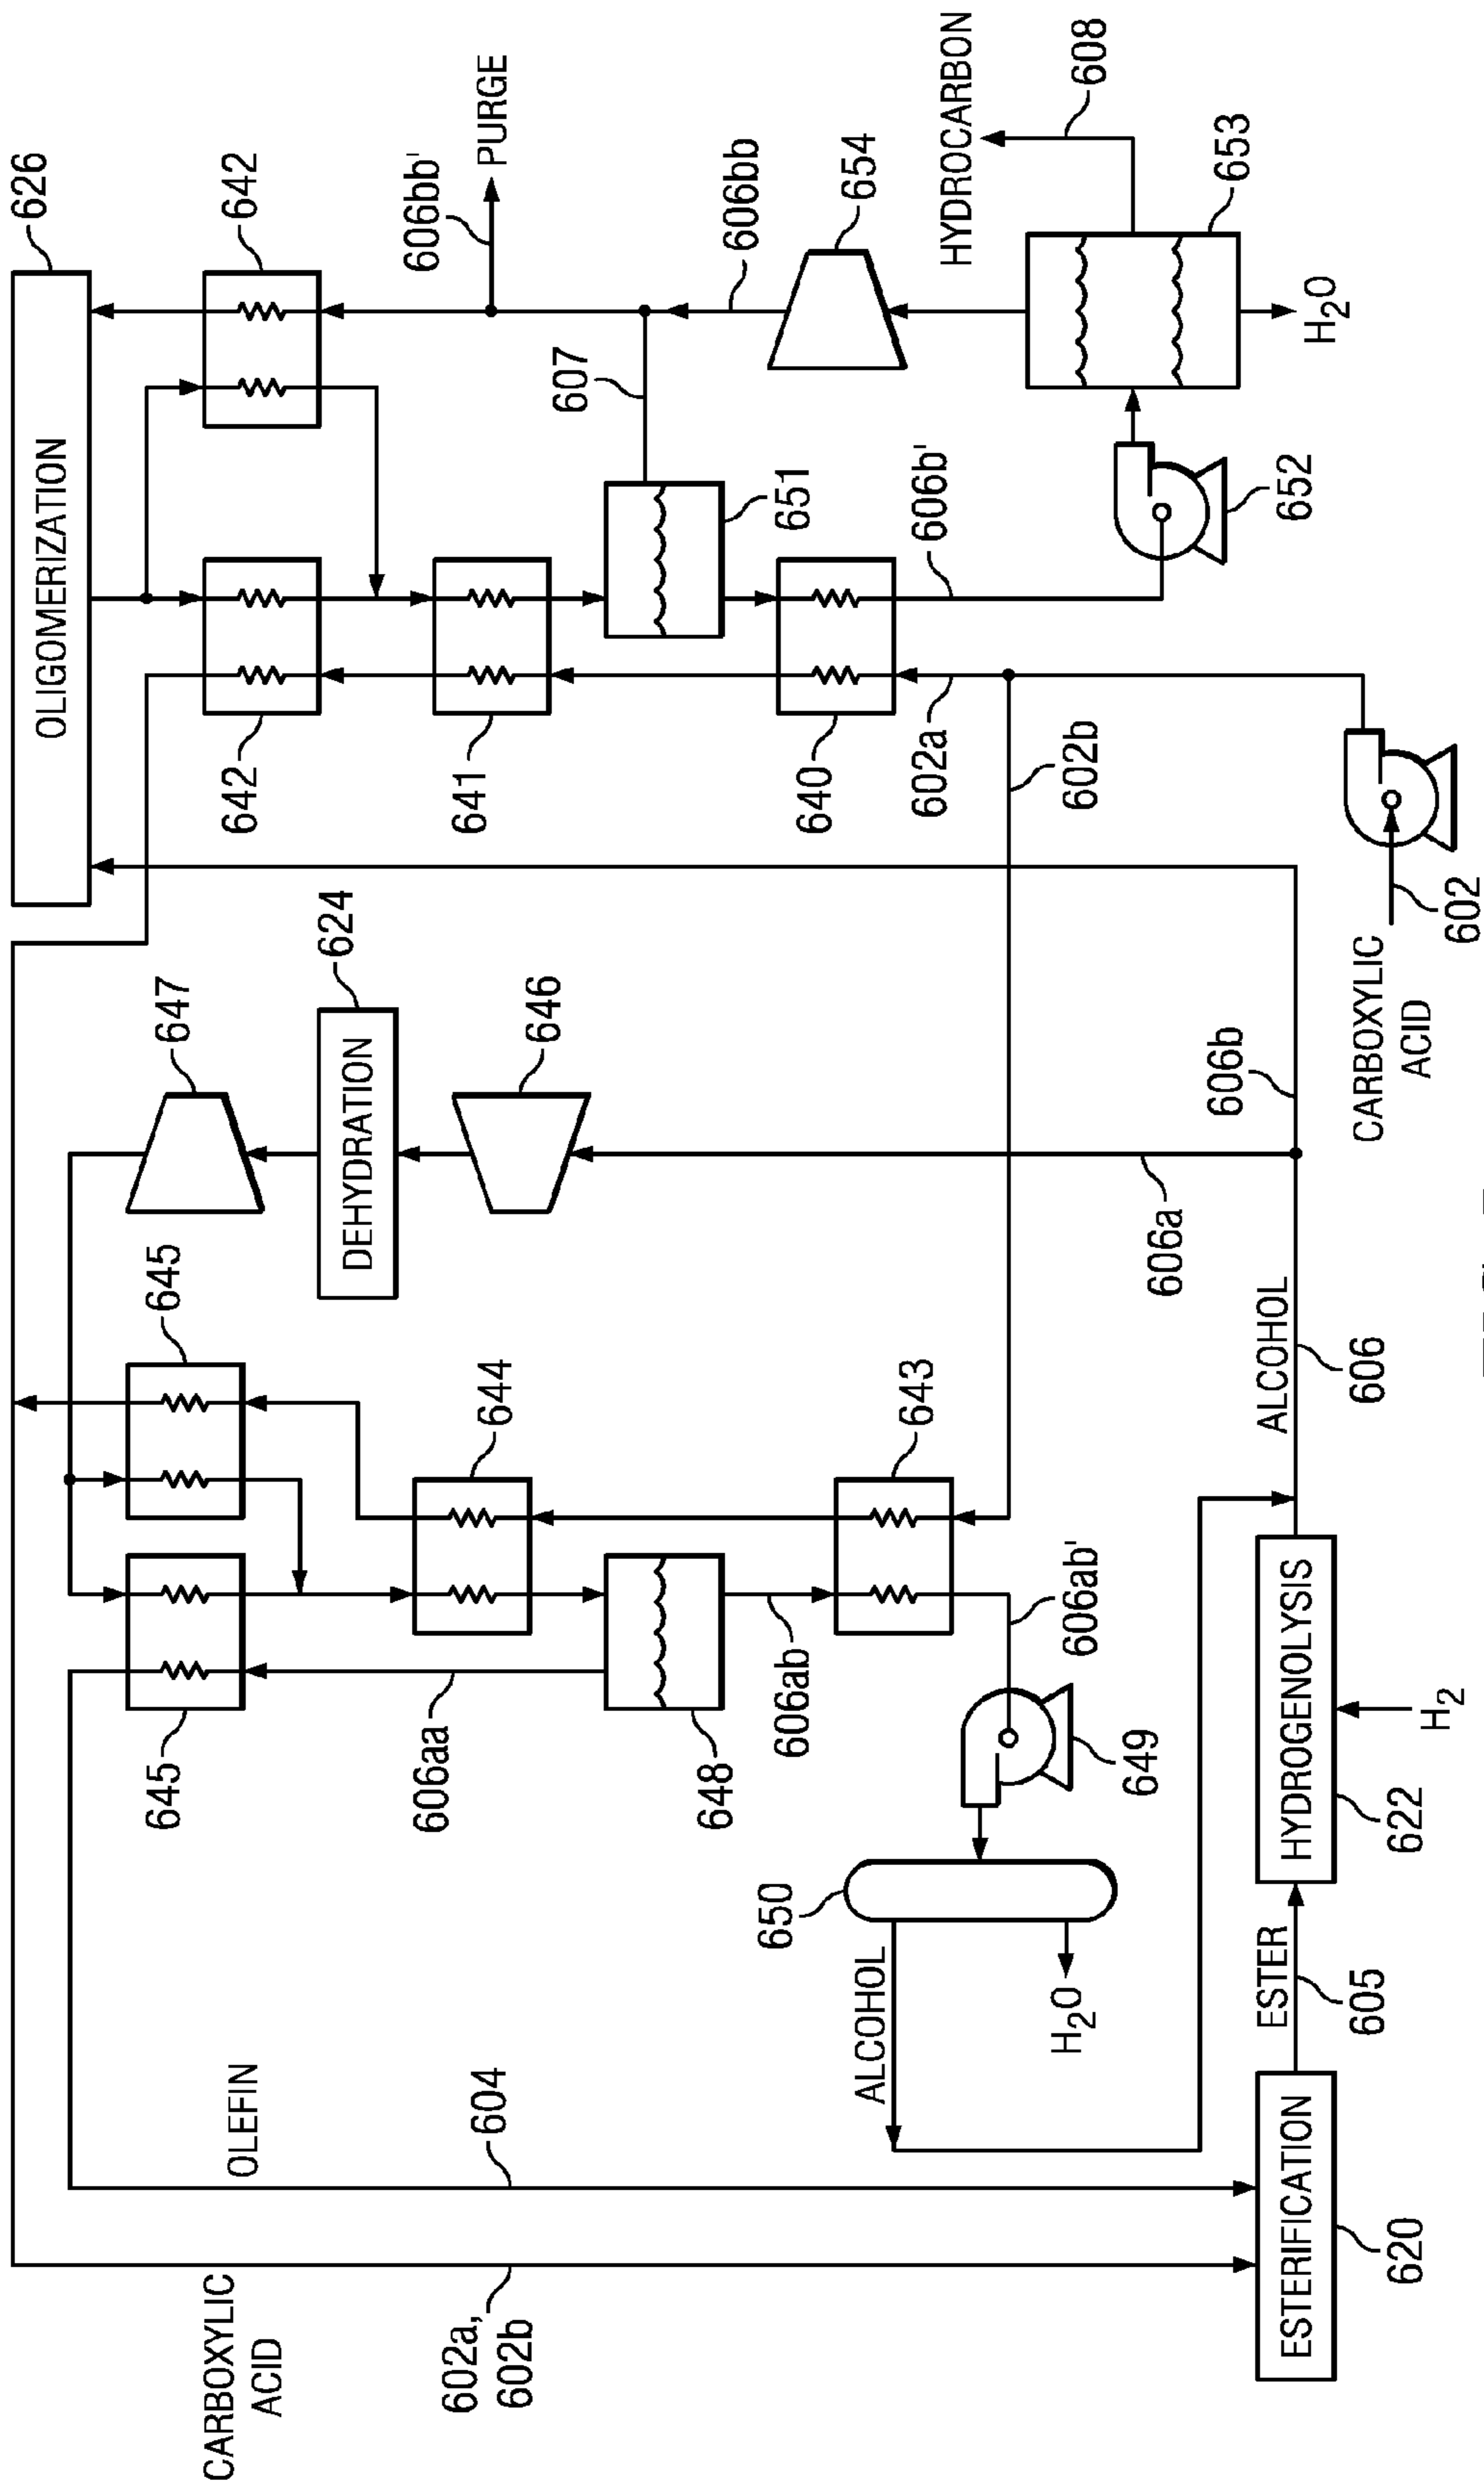 626
OLIGOMERIZATION
645
645
647
642
642
CARBOXYLIC
ACID
OLEFIN
624
DEHYDRATION
606bb'
PURGE
606aa
602a,
602b
604
644
641
646
607
648
606bb
650
606ab
651
640
654
ALCOHOL
643
602a
606b'
HYDROCARBON
H2O
606ab'
602b
608
649
606a
606b
653
ESTER
ALCOHOL
652
ESTERIFICATION
HYDROGENOLYSIS
H2O
605
606
CARBOXYLIC
ACID
620
622
H2
602